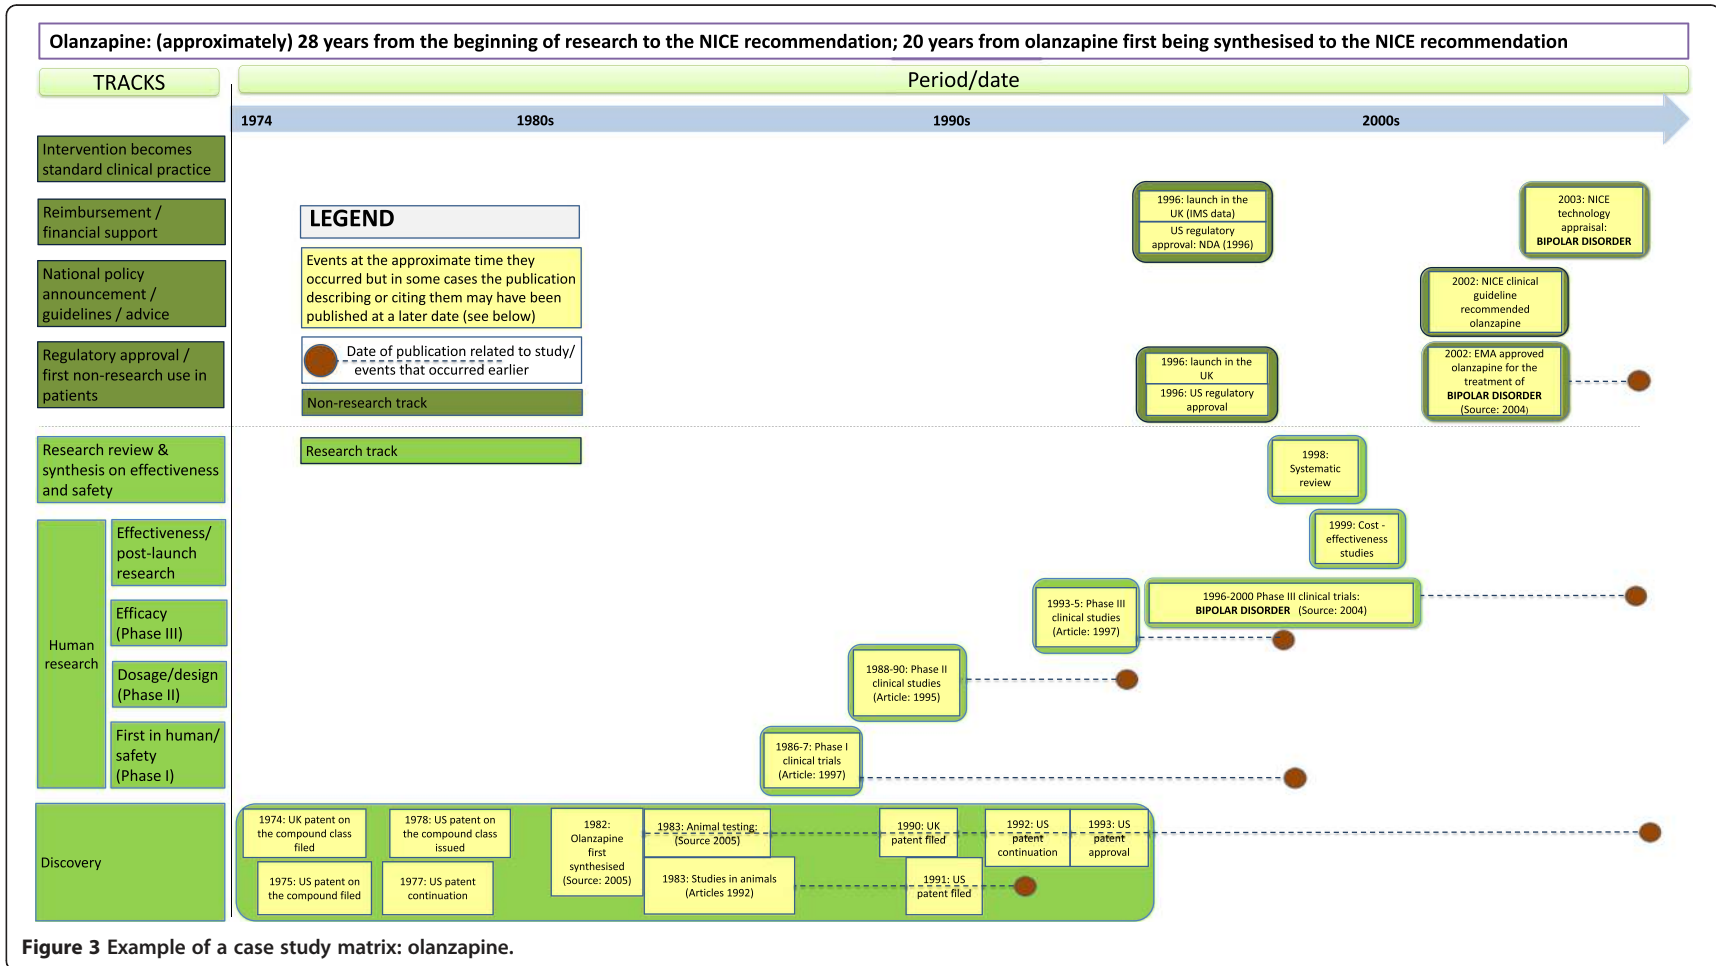 Olanzapine: (approximately) 28 years from the beginning of research to the NICE recommendation; 20 years from olanzapine first being synthesised to the NICE recommendation
TRACKS
Period/date
1974
1980s
1990s
2000s
Intervention becomes
standard clinical practice
Reimbursement /
financial support
National policy
announcement /
guidelines / advice
Regulatory approval /
first non-research use in
patients
Research review &
synthesis on effectiveness
and safety
Human
research
Effectiveness/
post-launch
research
Efficacy
(Phase III)
Dosage/design
(Phase II)
First in human/
safety
(Phase I)
Discovery
LEGEND
Events at the approximate time they
occurred but in some cases the publication
describing or citing them may have been
published at a later date (see below)
Date of publication related to study/
events that occurred earlier
Non-research track
Research track
1996: launch in the
UK (IMS data)
US regulatory
approval: NDA (1996)
2003: NICE
technology
appraisal:
BIPOLAR DISORDER
2002: NICE clinical
guideline
recommended
olanzapine
1996: launch in the
UK
1996: US regulatory
approval
2002: EMA approved
olanzapine for the
treatment of
BIPOLAR DISORDER
(Source: 2004)
1998:
Systematic
review
1999: Cost -
effectiveness
studies
1993-5: Phase III
clinical studies
(Article: 1997)
1996-2000 Phase III clinical trials:
BIPOLAR DISORDER (Source: 2004)
1988-90: Phase II
clinical studies
(Article: 1995)
1986-7: Phase I
clinical trials
(Article: 1997)
1974: UK patent on
the compound class
filed
1978: US patent on
the compound class
issued
1975: US patent on
the compound filed
1977: US patent
continuation
1982:
Olanzapine
first
synthesised
(Source: 2005)
1983: Animal testing:
(Source 2005)
1983: Studies in animals
(Articles 1992)
1990: UK
patent filed
1991: US
patent filed
1992: US
patent
continuation
1993: US
patent
approval
Figure 3 Example of a case study matrix: olanzapine.